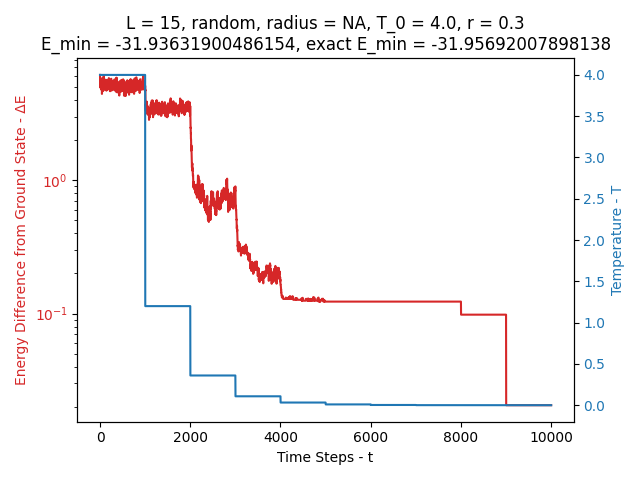 L = 15, random, radius = NA, T_0 = 4.0, r = 0.3
E_min = -31.93631900486154, exact E_min = -31.95692007898138
Energy Difference from Ground State - ΔE
10⁰
10⁻¹
4.0
3.5
3.0
2.5
2.0
1.5
1.0
0.5
0.0
Temperature - T
0 2000 4000 6000 8000 10000
Time Steps - t